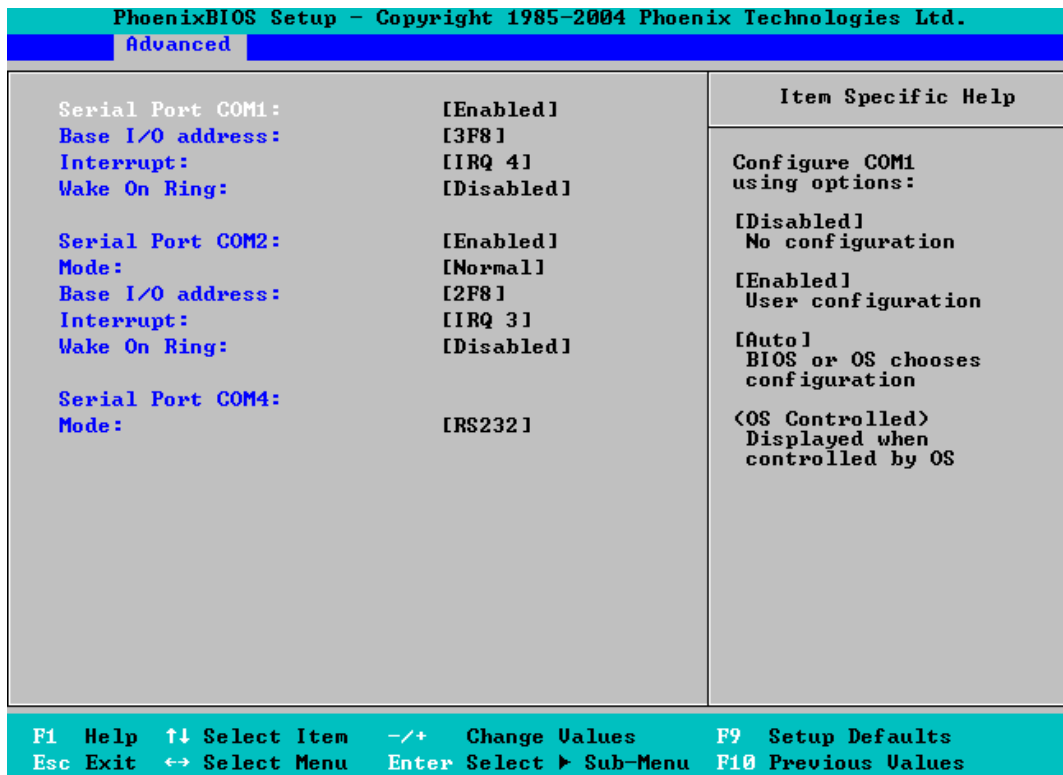 PhoenixBIOS Setup - Copyright 1985-2004 Phoenix Technologies Ltd.
Advanced
Serial Port COM1: [Enabled]
Base I/O address: [3F8]
Interrupt: [IRQ 4]
Wake On Ring: [Disabled]
Serial Port COM2: [Enabled]
Mode: [Normal]
Base I/O address: [2F8]
Interrupt: [IRQ 3]
Wake On Ring: [Disabled]
Serial Port COM4:
Mode: [RS232]
Item Specific Help
Configure COM1
using options:
[Disabled]
No configuration
[Enabled]
User configuration
[Auto]
BIOS or OS chooses
configuration
(OS Controlled)
Displayed when
controlled by OS
F1 Help ↑↓ Select Item -/+ Change Values F9 Setup Defaults
Esc Exit ↔ Select Menu Enter Select ▶ Sub-Menu F10 Previous Values